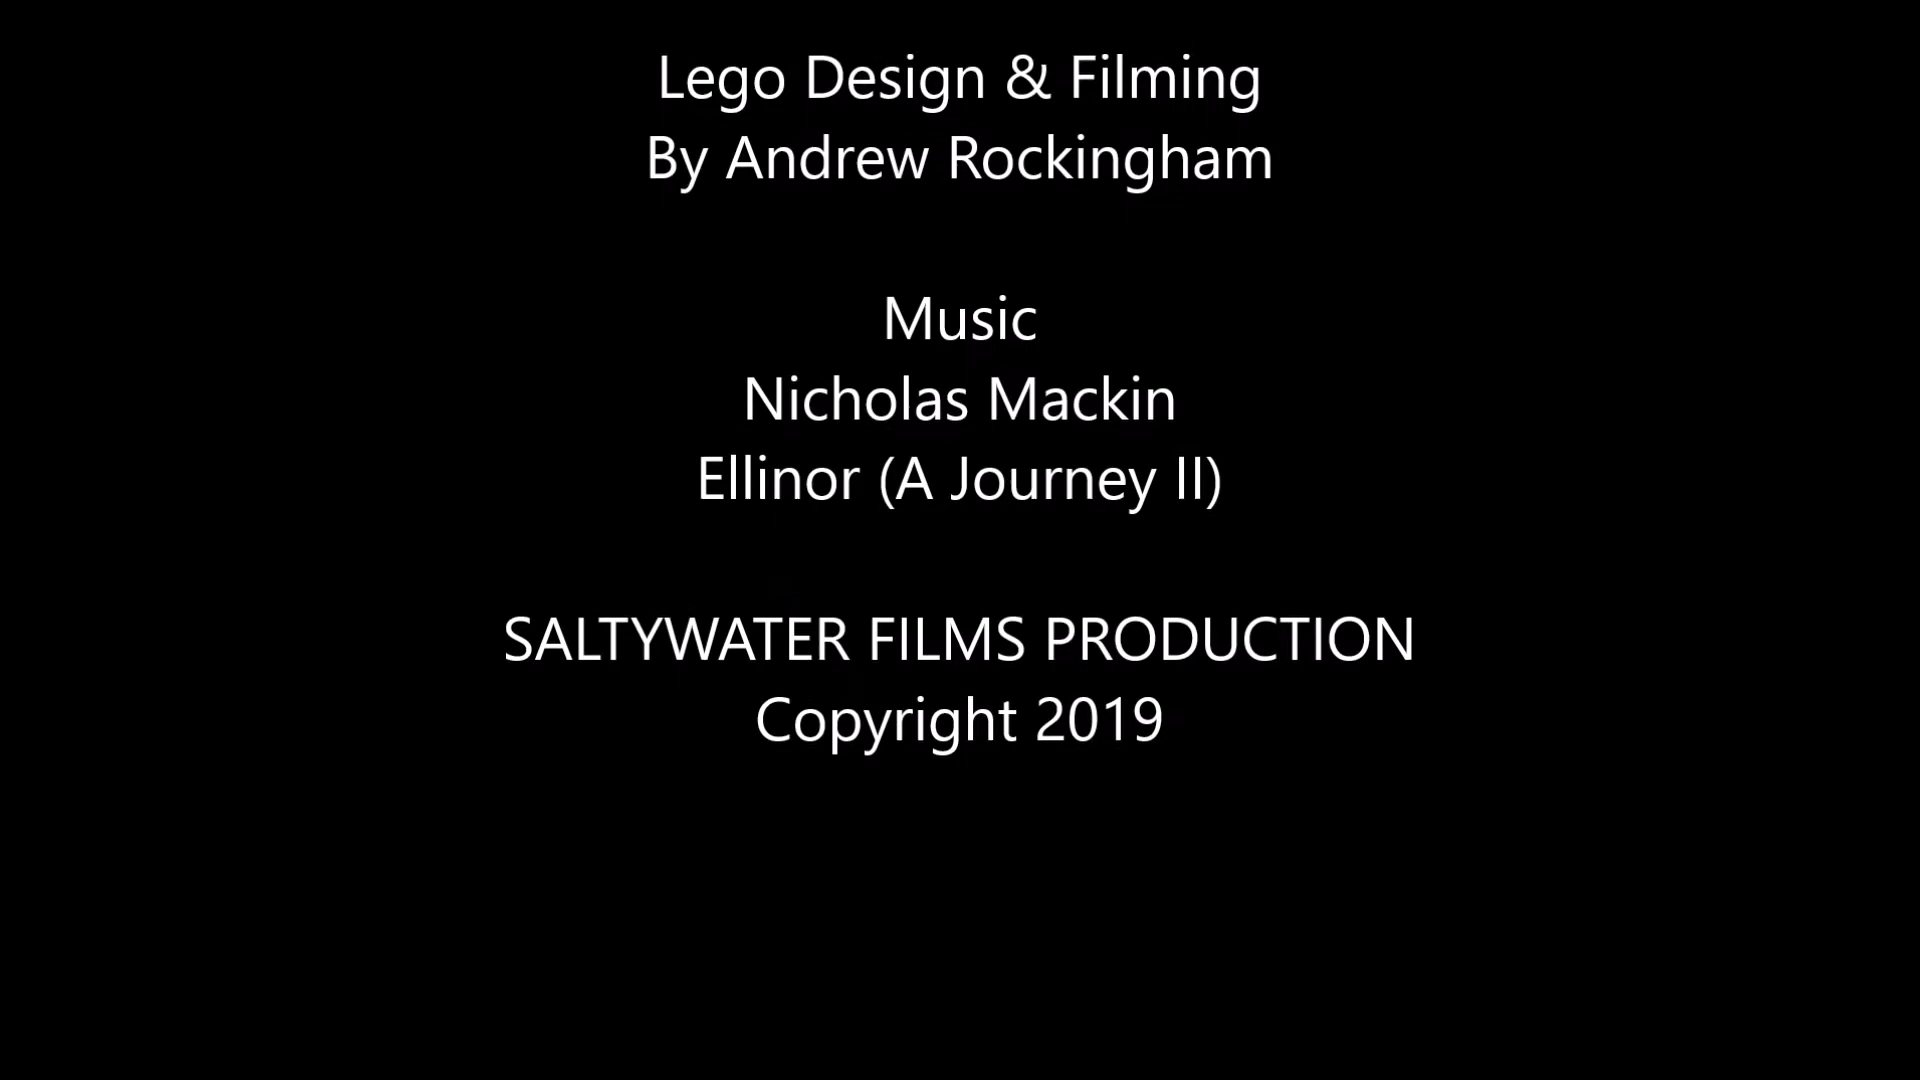 Lego Design & Filming
By Andrew Rockingham
Music
Nicholas Mackin
Ellinor (A Journey II)
SALTYWATER FILMS PRODUCTION
Copyright 2019